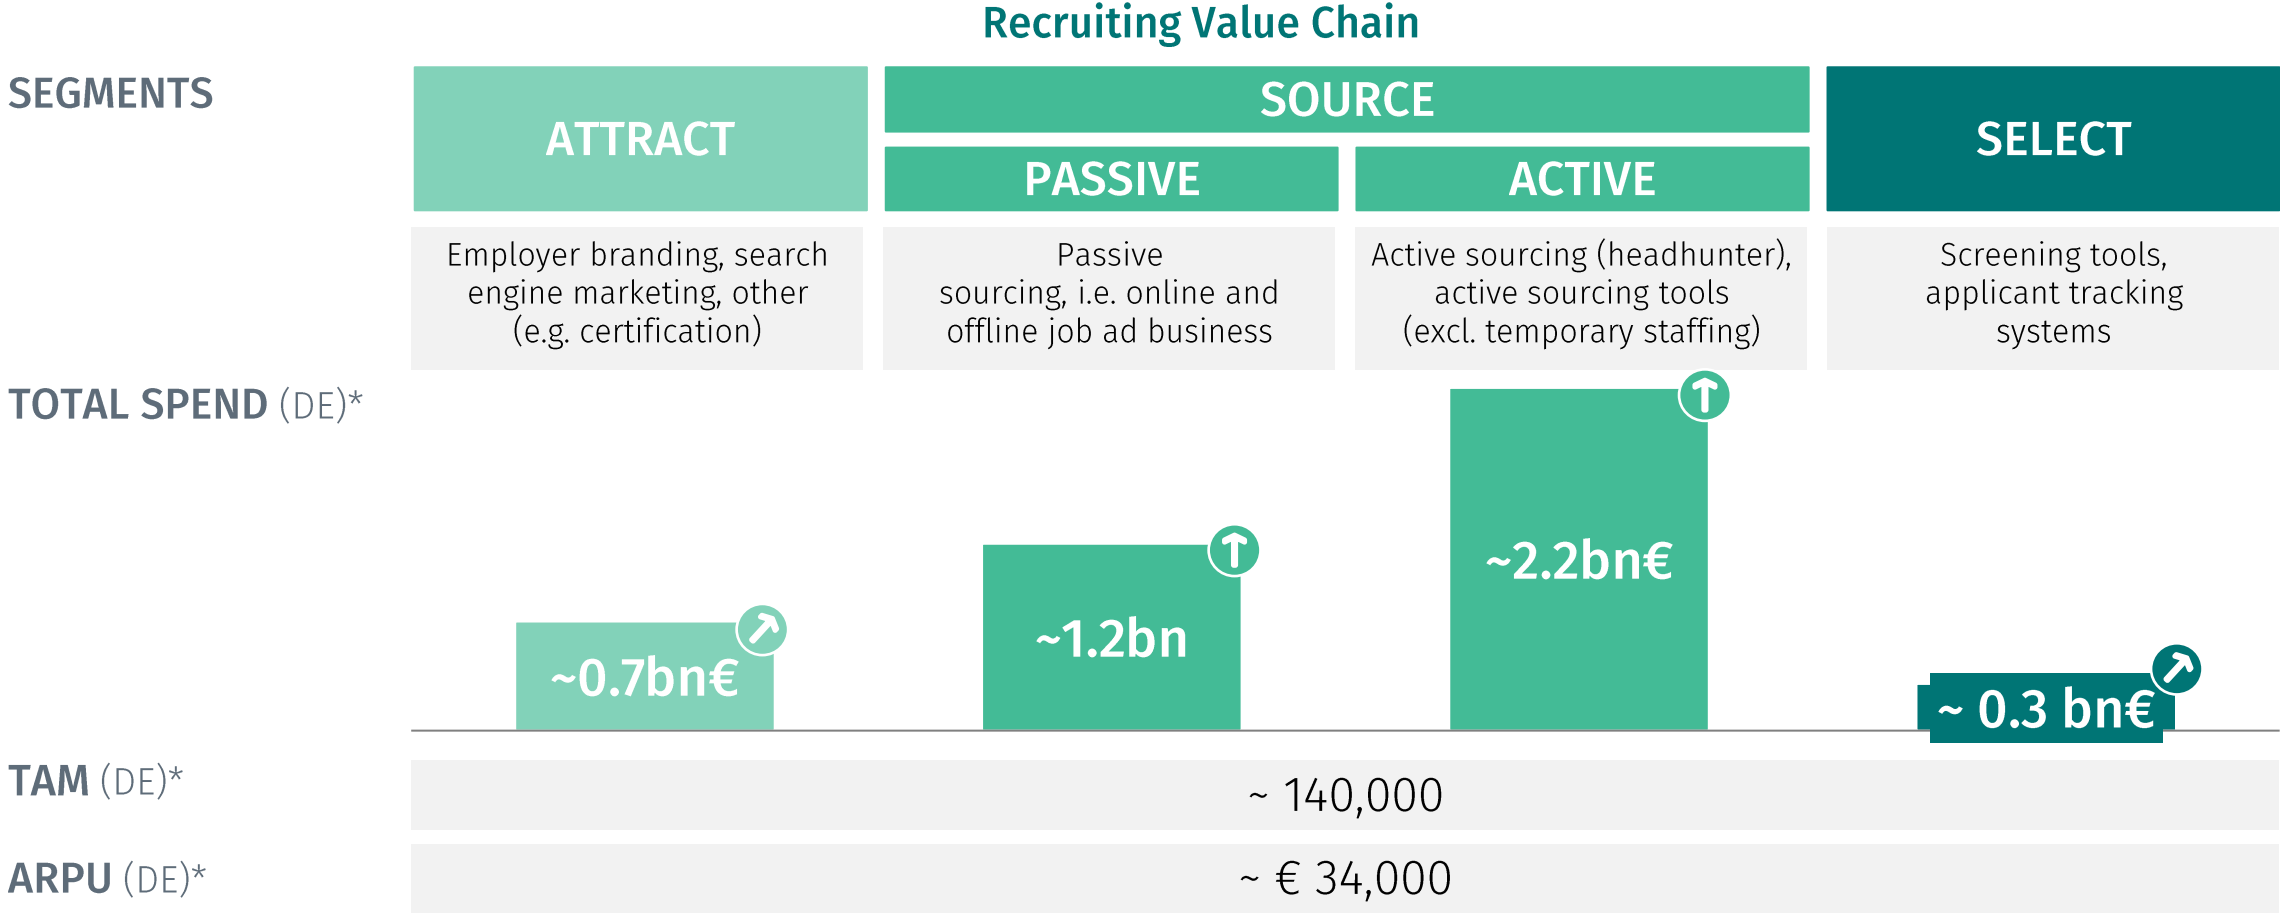 Recruiting Value Chain
SEGMENTS
ATTRACT
SOURCE
PASSIVE
ACTIVE
SELECT
Employer branding, search
engine marketing, other
(e.g. certification)
Passive
sourcing, i.e. online and
offline job ad business
Active sourcing (headhunter),
active sourcing tools
(excl. temporary staffing)
Screening tools,
applicant tracking
systems
TOTAL SPEND (DE)*
~0.7bn€
~1.2bn
~2.2bn€
~ 0.3 bn€
TAM (DE)*
~ 140,000
ARPU (DE)*
~ € 34,000